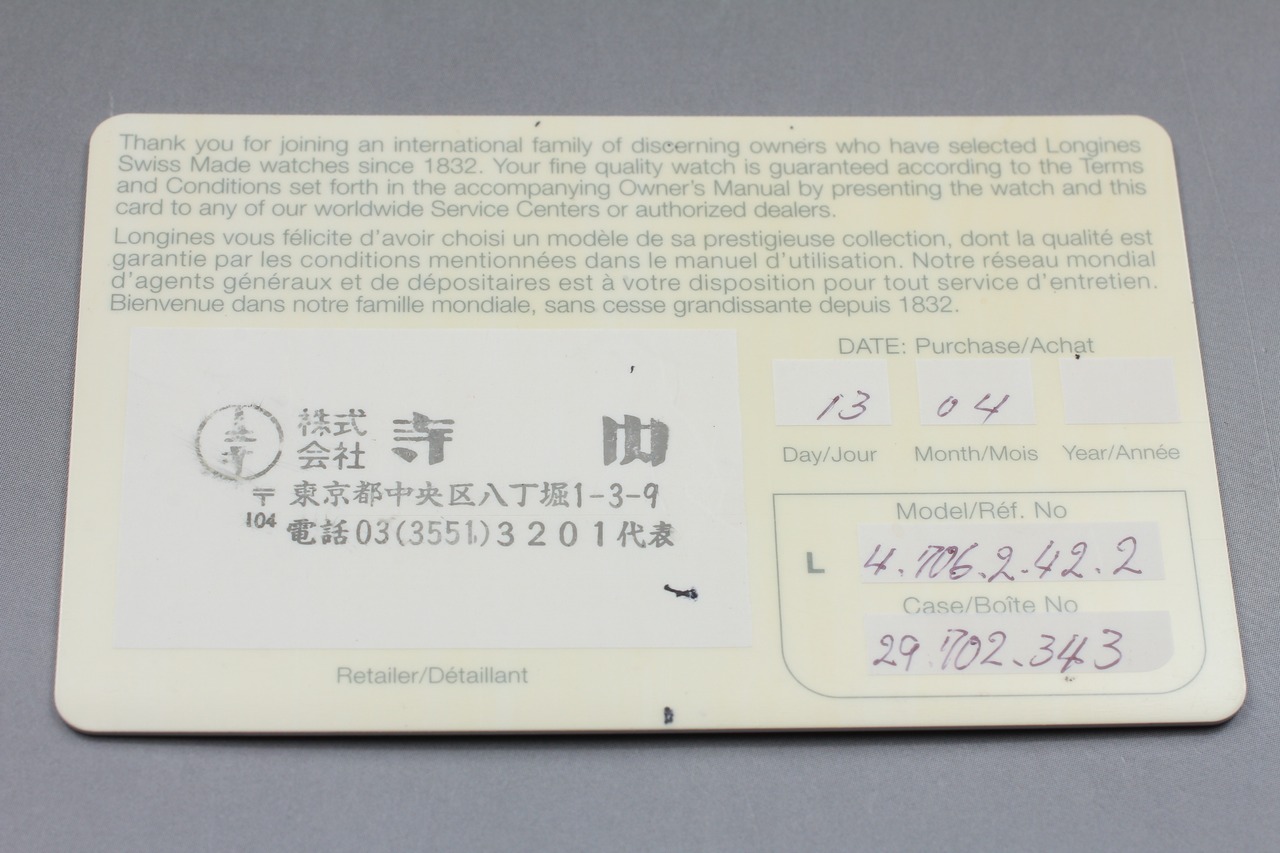 Thank you for joining an international family of discerning owners who have selected Longines
Swiss Made watches since 1832. Your fine quality watch is guaranteed according to the Terms
and Conditions set forth in the accompanying Owner's Manual by presenting the watch and this
card to any of our worldwide Service Centers or authorized dealers.
Longines vous félicite d'avoir choisi un modèle de sa prestigieuse collection, dont la qualité est
garantie par les conditions mentionnées dans le manuel d'utilisation. Notre réseau mondial
d'agents généraux et de dépositaires est à votre disposition pour tout service d'entretien.
Bienvenue dans notre famille mondiale, sans cesse grandissante depuis 1832.
株式会社 寺
〒104 東京都中央区八丁堀1-3-9
電話03(3551)3201代表
Retailer/Détaillant
DATE: Purchase/Achat
13 04
Day/Jour Month/Mois Year/Année
Model/Réf. No
L 4.706.2.42.2
Case/Boîte No
29.702.343